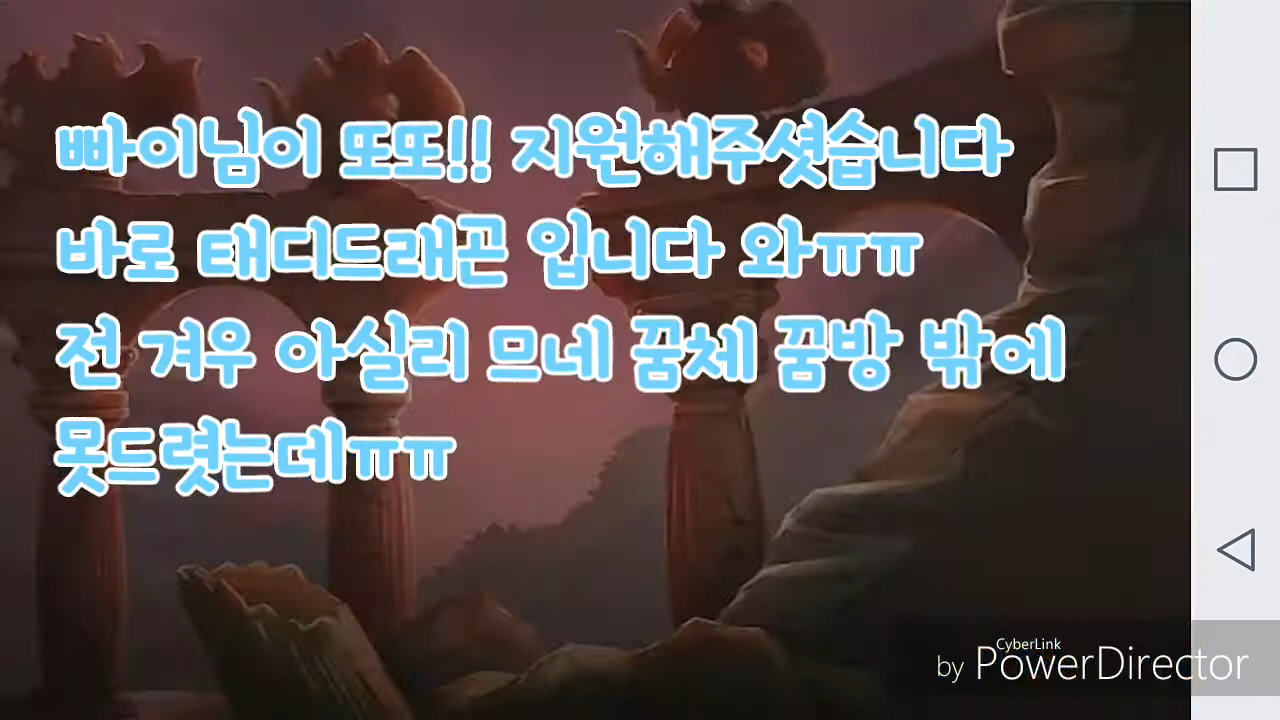 빠이님이 또또!! 지원해주셧습니다
바로 태디드래곤 입니다 와ㅠㅠ
전 겨우 아실리 므네 꿈체 꿈방 밖에
못드렷는데ㅠㅠ
CyberLink
by PowerDirector